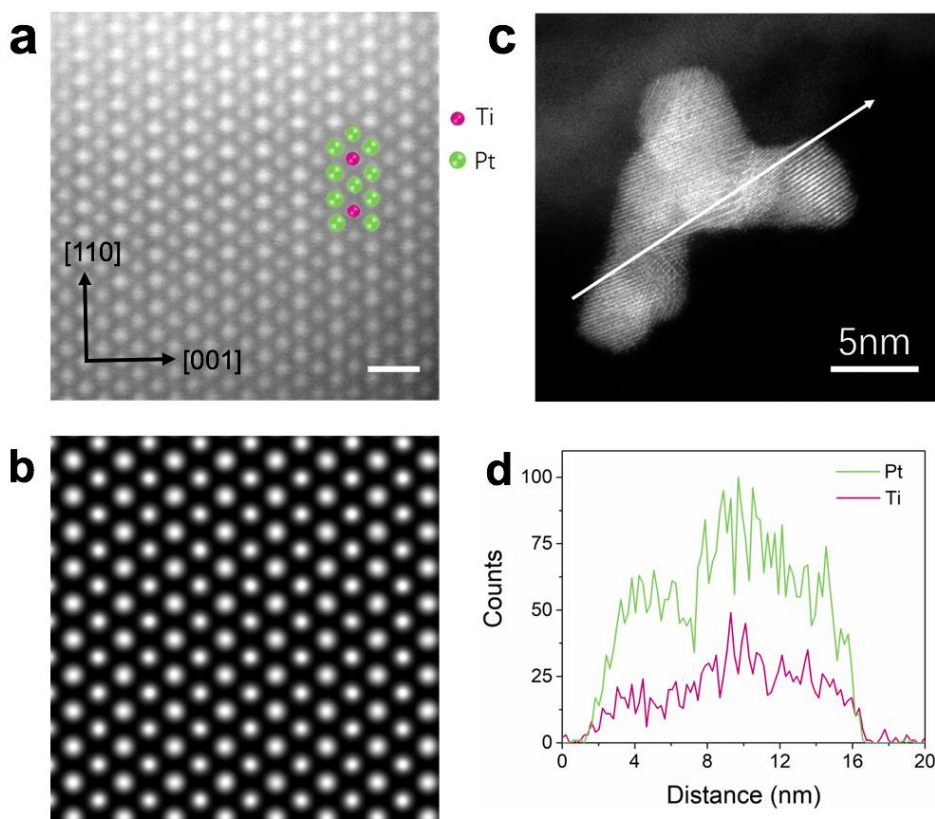 a
Ti
Pt
[110]
[001]
c
5nm
b
d
Pt
Ti
100
75
50
25
0
Counts
0 4 8 12 16 20
Distance (nm)